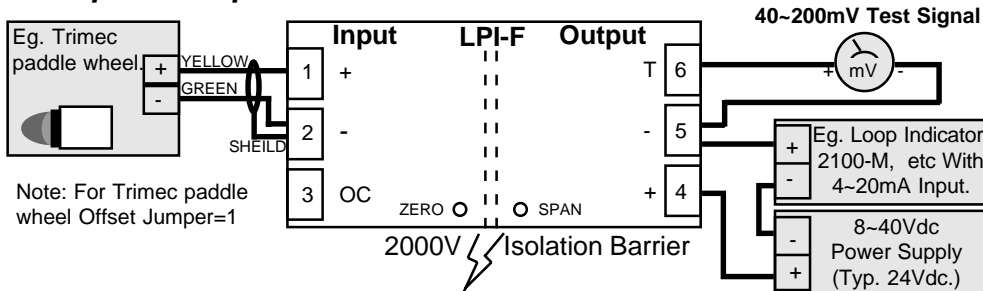 40~200mV Test Signal
Eg. Trimec
paddle wheel.
+
-
YELLOW
GREEN
SHEILD
Note: For Trimec paddle
wheel Offset Jumper=1
Input
LPI-F
Output
1
+
2
-
3
OC
ZERO
SPAN
T
6
-
5
+
4
2000V
Isolation Barrier
+
mV
-
+
-
Eg. Loop Indicator
2100-M, etc With
4~20mA Input.
-
+
8~40Vdc
Power Supply
(Typ. 24Vdc.)